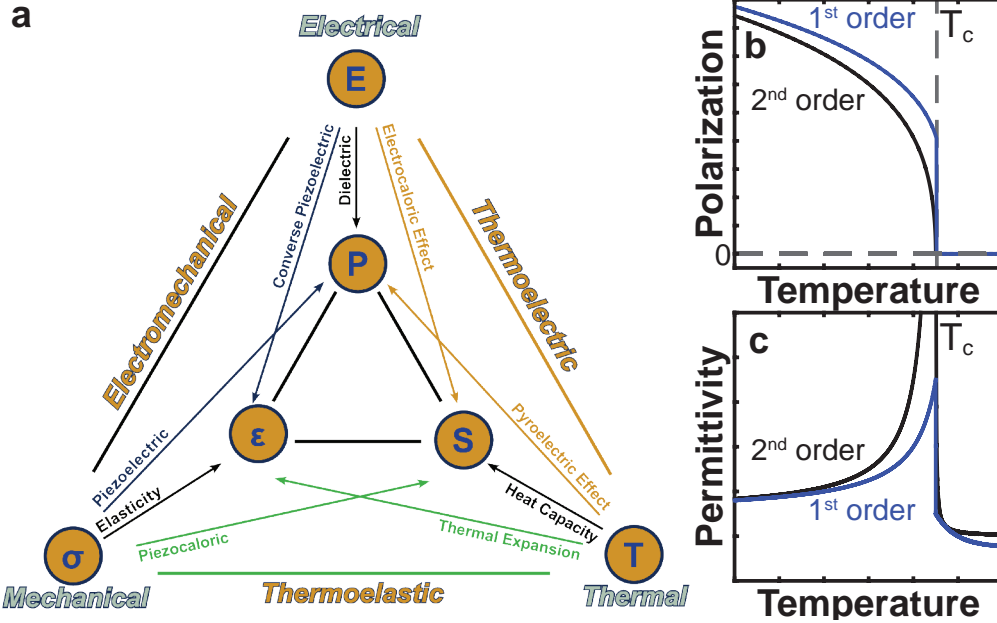 a
Electrical
E
Converse Piezoelectric
Dielectric
Electrocaloric Effect
Electromechanical
Thermoelectric
P
ε
S
Piezoelectric
Elasticity
Pyroelectric Effect
Heat Capacity
Piezocaloric
Thermal Expansion
σ
T
Mechanical
Thermoelastic
Thermal
b
1st order
Tc
2nd order
Polarization
0
Temperature
c
Tc
2nd order
1st order
Permittivity
Temperature